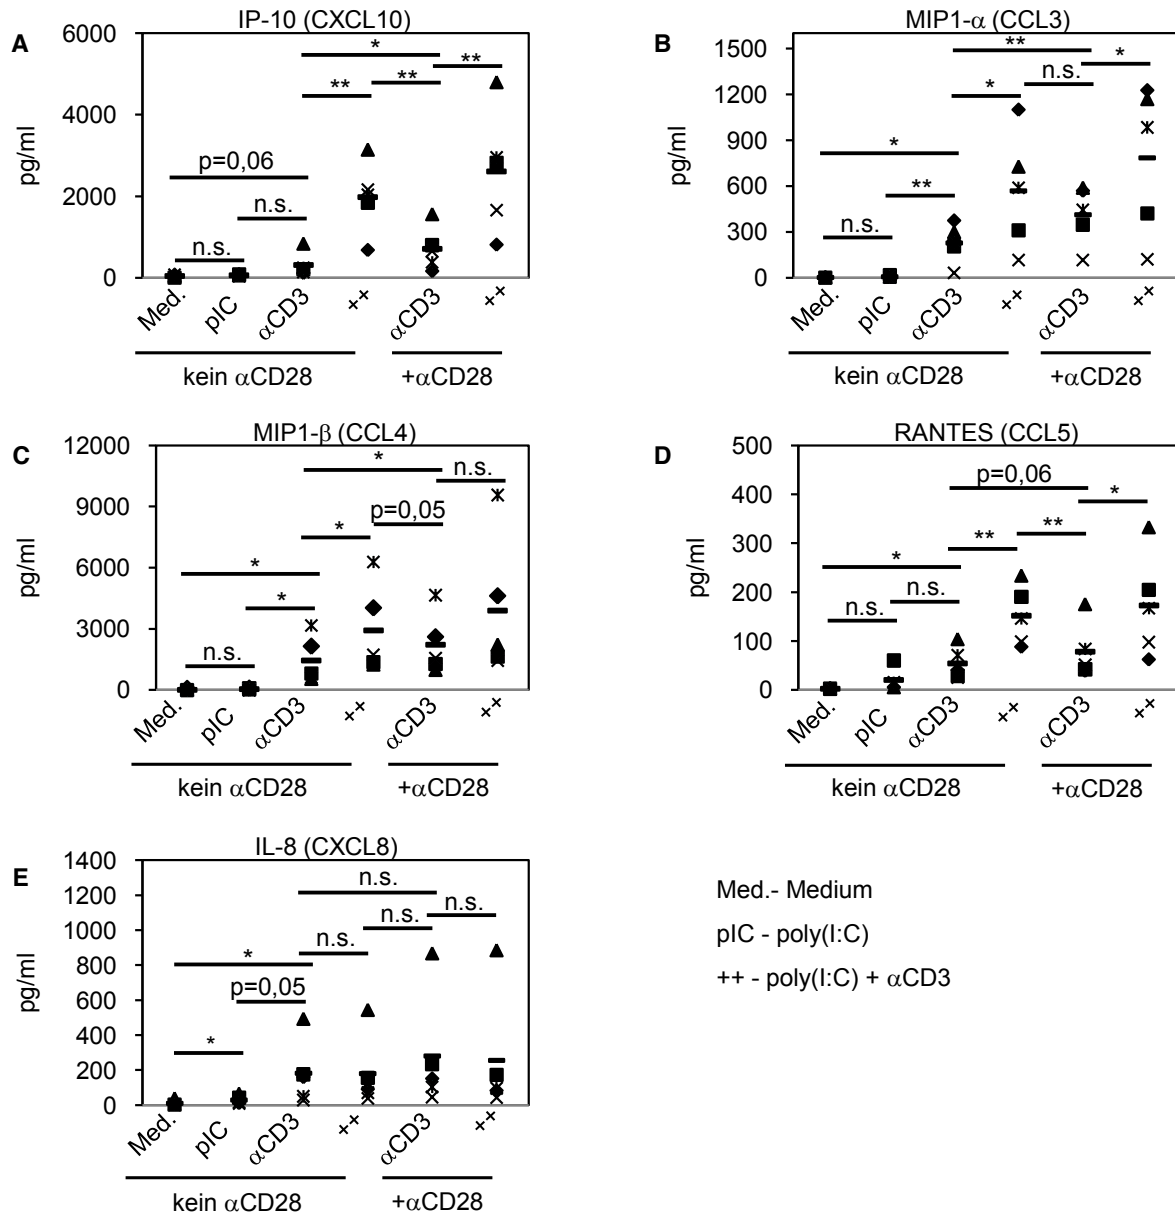 A
IP-10 (CXCL10)
6000
4000
2000
0
pg/ml
*
**
**
**
p=0,06
n.s.
n.s.
Med.
pIC
αCD3
++
αCD3
++
kein αCD28
+αCD28
B
MIP1-α (CCL3)
1500
1200
900
600
300
0
pg/ml
**
*
n.s.
*
*
**
n.s.
Med.
pIC
αCD3
++
αCD3
++
kein αCD28
+αCD28
C
MIP1-β (CCL4)
12000
9000
6000
3000
0
pg/ml
*
n.s.
p=0,05
*
*
*
n.s.
Med.
pIC
αCD3
++
αCD3
++
kein αCD28
+αCD28
D
RANTES (CCL5)
500
400
300
200
100
0
pg/ml
p=0,06
*
**
**
*
n.s.
n.s.
Med.
pIC
αCD3
++
αCD3
++
kein αCD28
+αCD28
E
IL-8 (CXCL8)
1400
1200
1000
800
600
400
200
0
pg/ml
n.s.
n.s.
n.s.
n.s.
*
p=0,05
*
Med.
pIC
αCD3
++
αCD3
++
kein αCD28
+αCD28
Med.- Medium
pIC - poly(I:C)
++ - poly(I:C) + αCD3